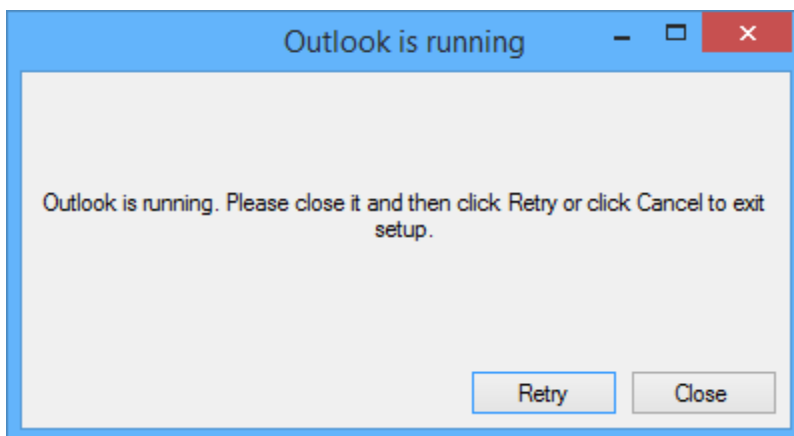 Outlook is running
Outlook is running. Please close it and then click Retry or click Cancel to exit
setup.
Retry
Close